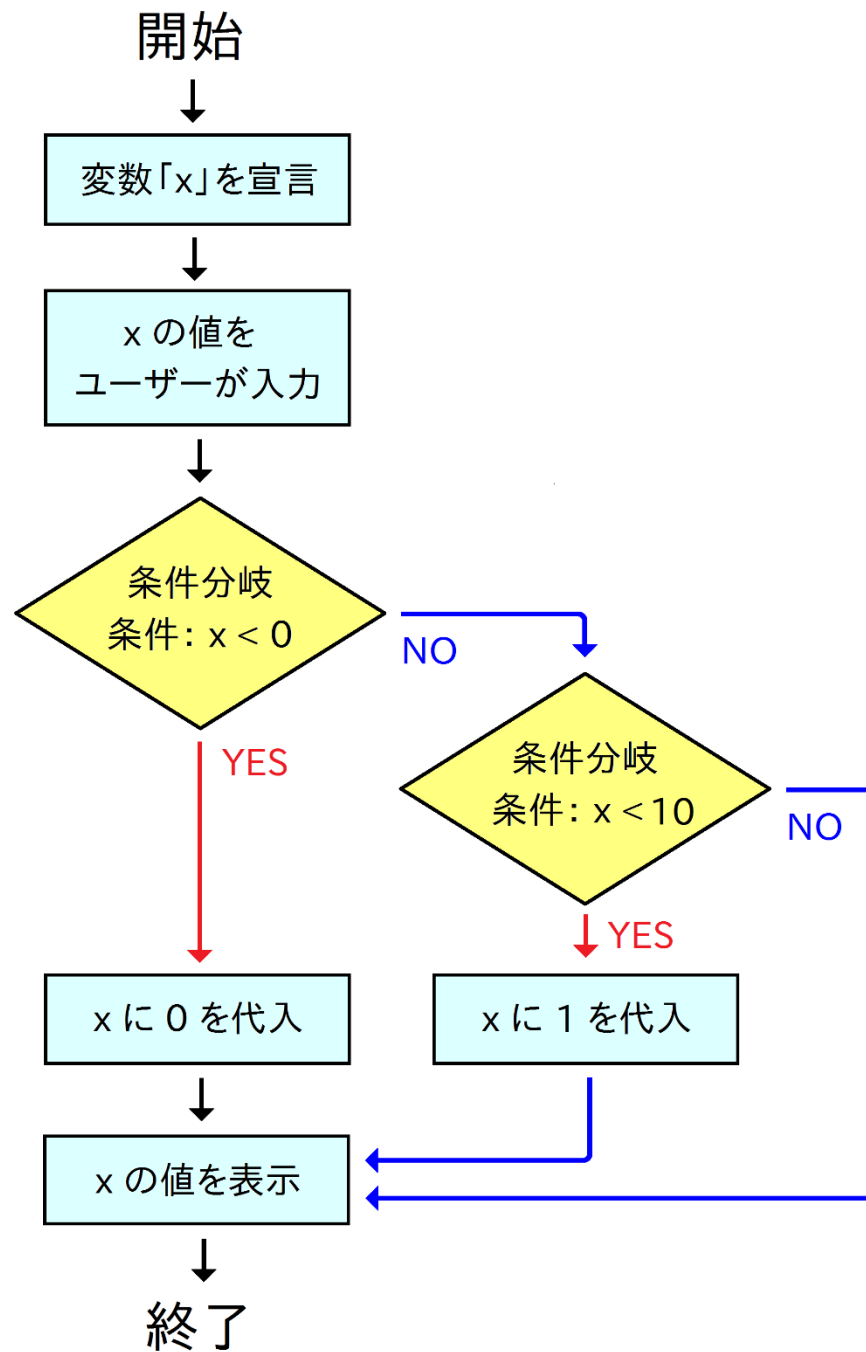 開始
変数「x」を宣言
x の値を
ユーザーが入力
条件分岐
条件： x < 0
NO
YES
条件分岐
条件： x < 10
NO
YES
x に 0 を代入
x に 1 を代入
x の値を表示
終了